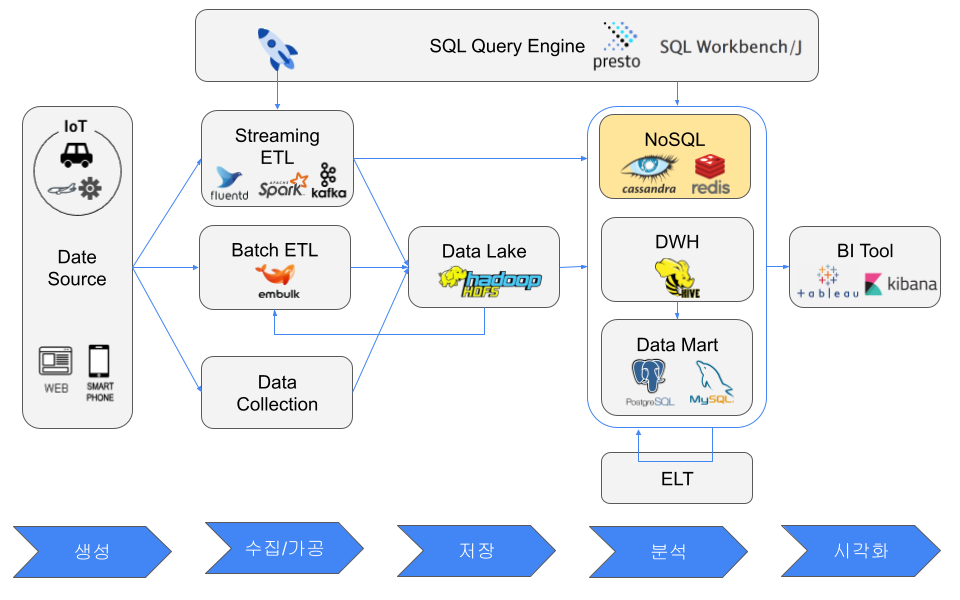 SQL Query Engine
presto
SQL Workbench/J
IoT
Date
Source
WEB
SMART
PHONE
Streaming
ETL
fluentd
APACHE
Spark
kafka
Batch ETL
embulk
Data
Collection
Data Lake
hadoop
HDFS
NoSQL
cassandra
redis
DWH
HIVE
Data Mart
PostgreSQL
MySQL
ELT
BI Tool
+ableau
kibana
생성
수집/가공
저장
분석
시각화